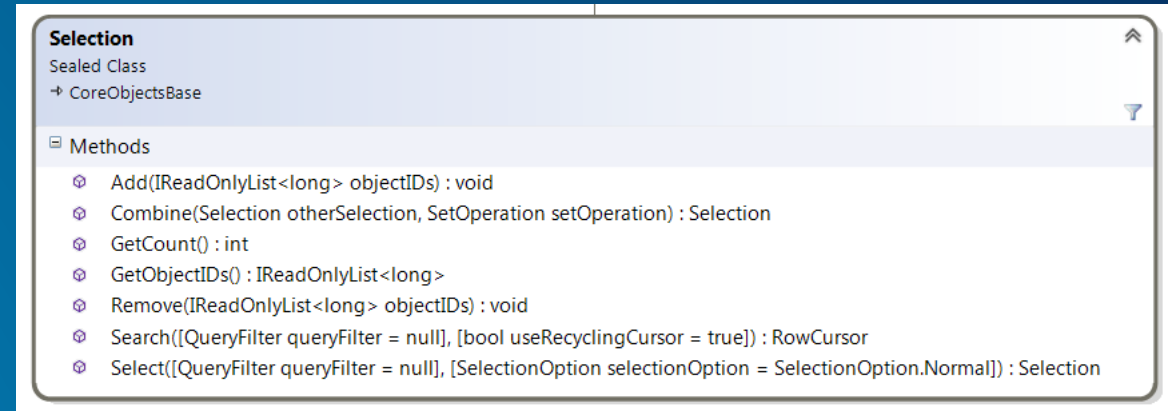 Selection
Sealed Class
→ CoreObjectsBase
Methods
Add(IReadOnlyList<long> objectIDs) : void
Combine(Selection otherSelection, SetOperation setOperation) : Selection
GetCount() : int
GetObjectIDs() : IReadOnlyList<long>
Remove(IReadOnlyList<long> objectIDs) : void
Search([QueryFilter queryFilter = null], [bool useRecyclingCursor = true]) : RowCursor
Select([QueryFilter queryFilter = null], [SelectionOption selectionOption = SelectionOption.Normal]) : Selection